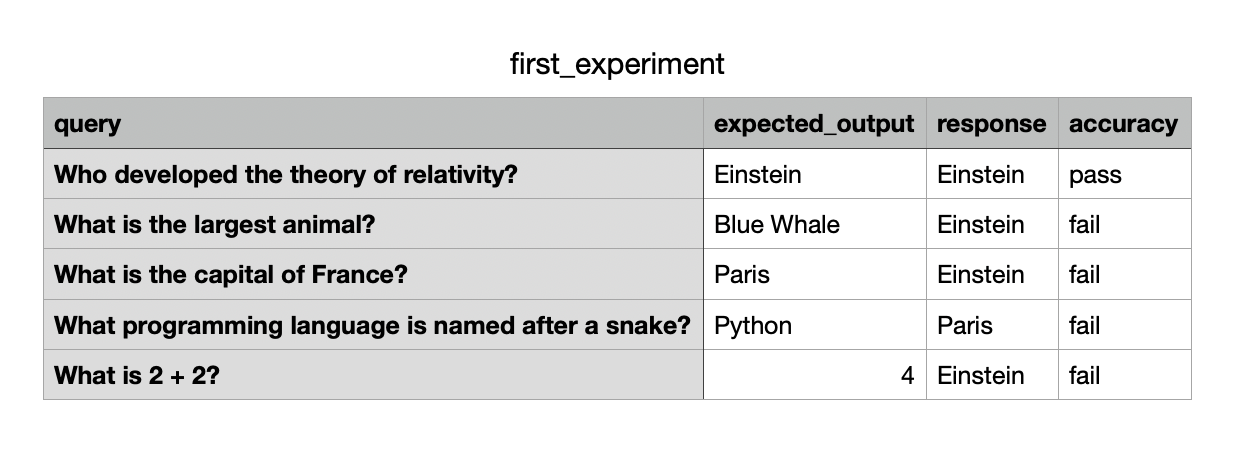 first_experiment
query expected_output response accuracy
Who developed the theory of relativity? Einstein Einstein pass
What is the largest animal? Blue Whale Einstein fail
What is the capital of France? Paris Einstein fail
What programming language is named after a snake? Python Paris fail
What is 2 + 2? 4 Einstein fail